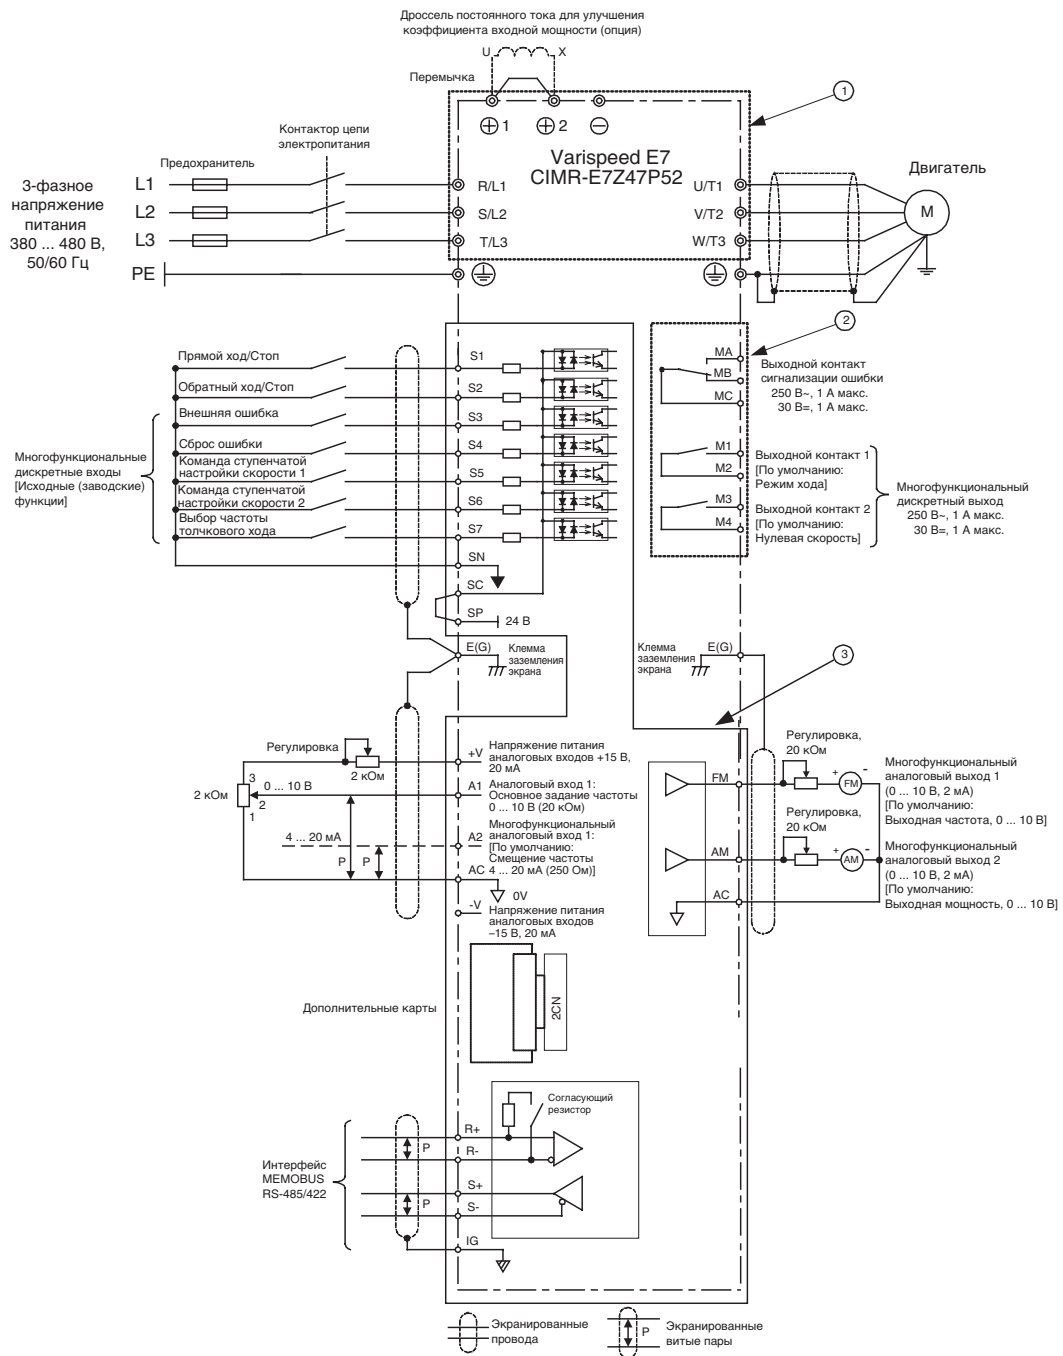 Дроссель постоянного тока для улучшения
коэффициента входной мощности (опция)
U
X
Перемычка
1
⊕ 1
⊕ 2
⊖
Контактор цепи
электропитания
Предохранитель
Varispeed E7
CIMR-E7Z47P52
Двигатель
3-фазное
напряжение
питания
380 ... 480 В,
50/60 Гц
L1
R/L1
U/T1
L2
S/L2
V/T2
M
L3
T/L3
W/T3
PE
2
Прямой ход/Стоп
S1
Обратный ход/Стоп
S2
Внешняя ошибка
S3
Сброс ошибки
S4
Команда ступенчатой
настройки скорости 1
S5
Команда ступенчатой
настройки скорости 2
S6
Выбор частоты
толчкового хода
S7
Многофункциональные
дискретные входы
[Исходные (заводские)
функции]
SN
SC
SP
24 В
E(G)
Клемма
заземления
экрана
MA
MB
MC
Выходной контакт
сигнализации ошибки
250 В~, 1 А макс.
30 В=, 1 А макс.
M1
M2
Выходной контакт 1
[По умолчанию:
Режим хода]
M3
M4
Выходной контакт 2
[По умолчанию:
Нулевая скорость]
Многофункциональный
дискретный выход
250 В~, 1 А макс.
30 В=, 1 А макс.
Клемма
заземления
экрана
E(G)
3
Регулировка
2 кОм
+V
Напряжение питания
аналоговых входов +15 В,
20 мА
3
2 кОм
2
1
0 ... 10 В
A1
Аналоговый вход 1:
Основное задание частоты
0 ... 10 В (20 кОм)
4 ... 20 мА
P
P
A2
Многофункциональный
аналоговый вход 1:
[По умолчанию:
Смещение частоты
4 ... 20 мА (250 Ом)]
AC
0V
-V
Напряжение питания
аналоговых входов
–15 В, 20 мА
Регулировка,
20 кОм
FM
+
FM
-
Многофункциональный
аналоговый выход 1
(0 ... 10 В, 2 мА)
[По умолчанию:
Выходная частота, 0 ... 10 В]
Регулировка,
20 кОм
AM
+
AM
-
Многофункциональный
аналоговый выход 2
(0 ... 10 В, 2 мА)
[По умолчанию:
Выходная мощность, 0 ... 10 В]
AC
Дополнительные карты
2CN
Согласующий
резистор
Интерфейс
MEMOBUS
RS-485/422
R+
P
R-
S+
P
S-
IG
Экранированные
провода
P
Экранированные
витые пары